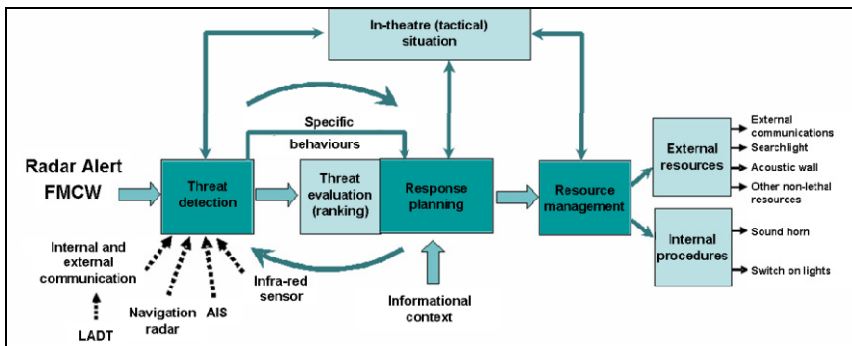 In-theatre (tactical)
situation
Specific
behaviours
Radar Alert
FMCW
Threat
detection
Threat
evaluation
(ranking)
Response
planning
Resource
management
External
resources
External
communications
Searchlight
Acoustic wall
Other non-lethal
resources
Internal
procedures
Sound horn
Switch on lights
Internal and
external
communication
LADT
Navigation
radar
AIS
Infra-red
sensor
Informational
context